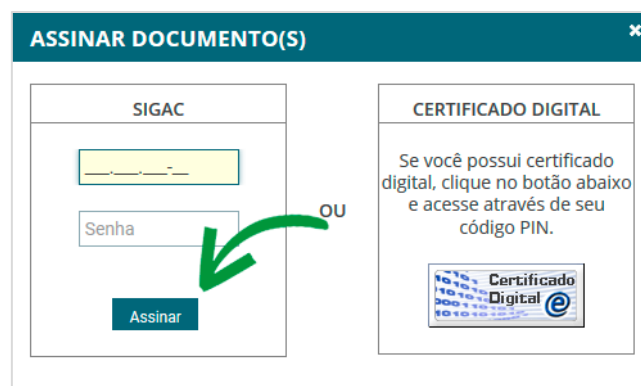 ASSINAR DOCUMENTO(S)
SIGAC
___.___.___-__
Senha
Assinar
OU
CERTIFICADO DIGITAL
Se você possui certificado
digital, clique no botão abaixo
e acesse através de seu
código PIN.
Certificado
Digital